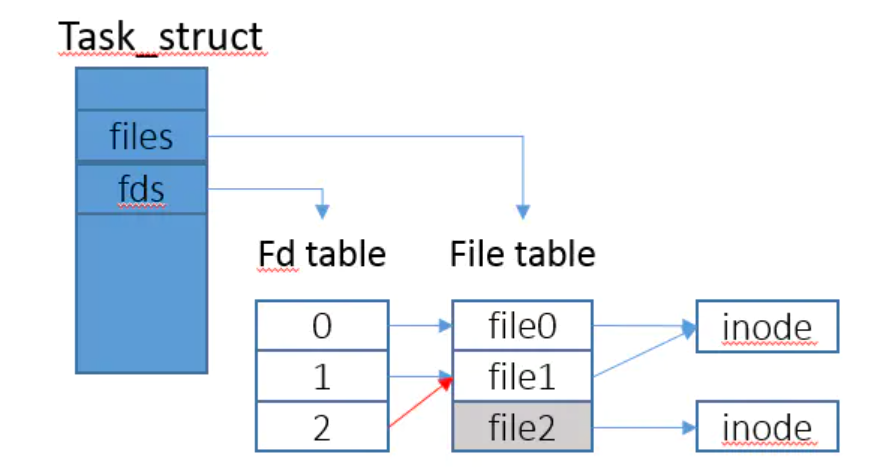 Task_struct
files
fds
Fd table
File table
0
file0
inode
1
file1
2
file2
inode